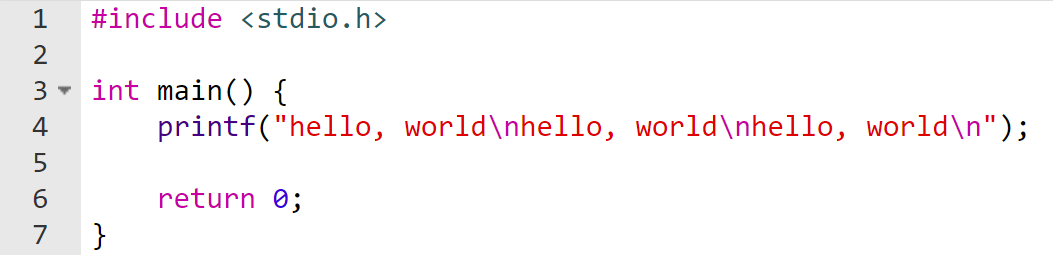 1 #include <stdio.h>
2
3 int main() {
4     printf("hello, world\nhello, world\nhello, world\n");
5
6     return 0;
7 }